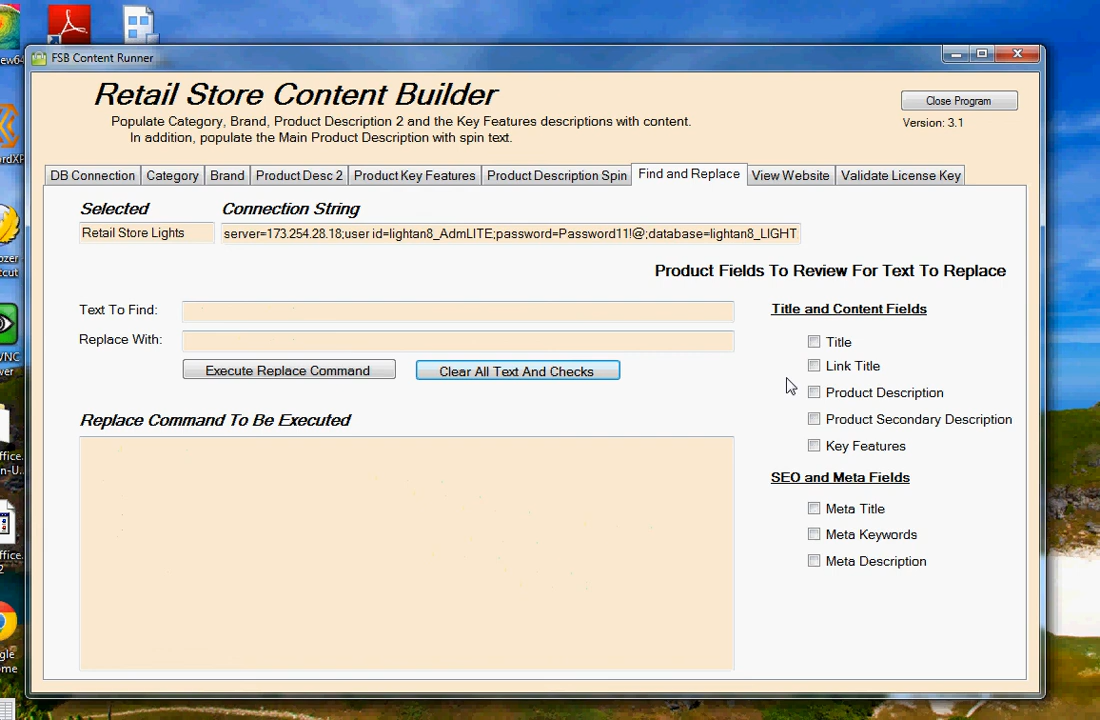 FSB Content Runner
Retail Store Content Builder
Populate Category, Brand, Product Description 2 and the Key Features descriptions with content.
In addition, populate the Main Product Description with spin text.
Close Program
Version: 3.1
DB Connection Category Brand Product Desc 2 Product Key Features Product Description Spin Find and Replace View Website Validate License Key
Selected Connection String
Retail Store Lights server=173.254.28.18;user id=lightan8_AdmLITE;password=Password11!@;database=lightan8_LIGHT
Product Fields To Review For Text To Replace
Text To Find:
Title and Content Fields
Replace With:
Title
Link Title
Execute Replace Command Clear All Text And Checks
Product Description
Replace Command To Be Executed
Product Secondary Description
Key Features
SEO and Meta Fields
Meta Title
Meta Keywords
Meta Description